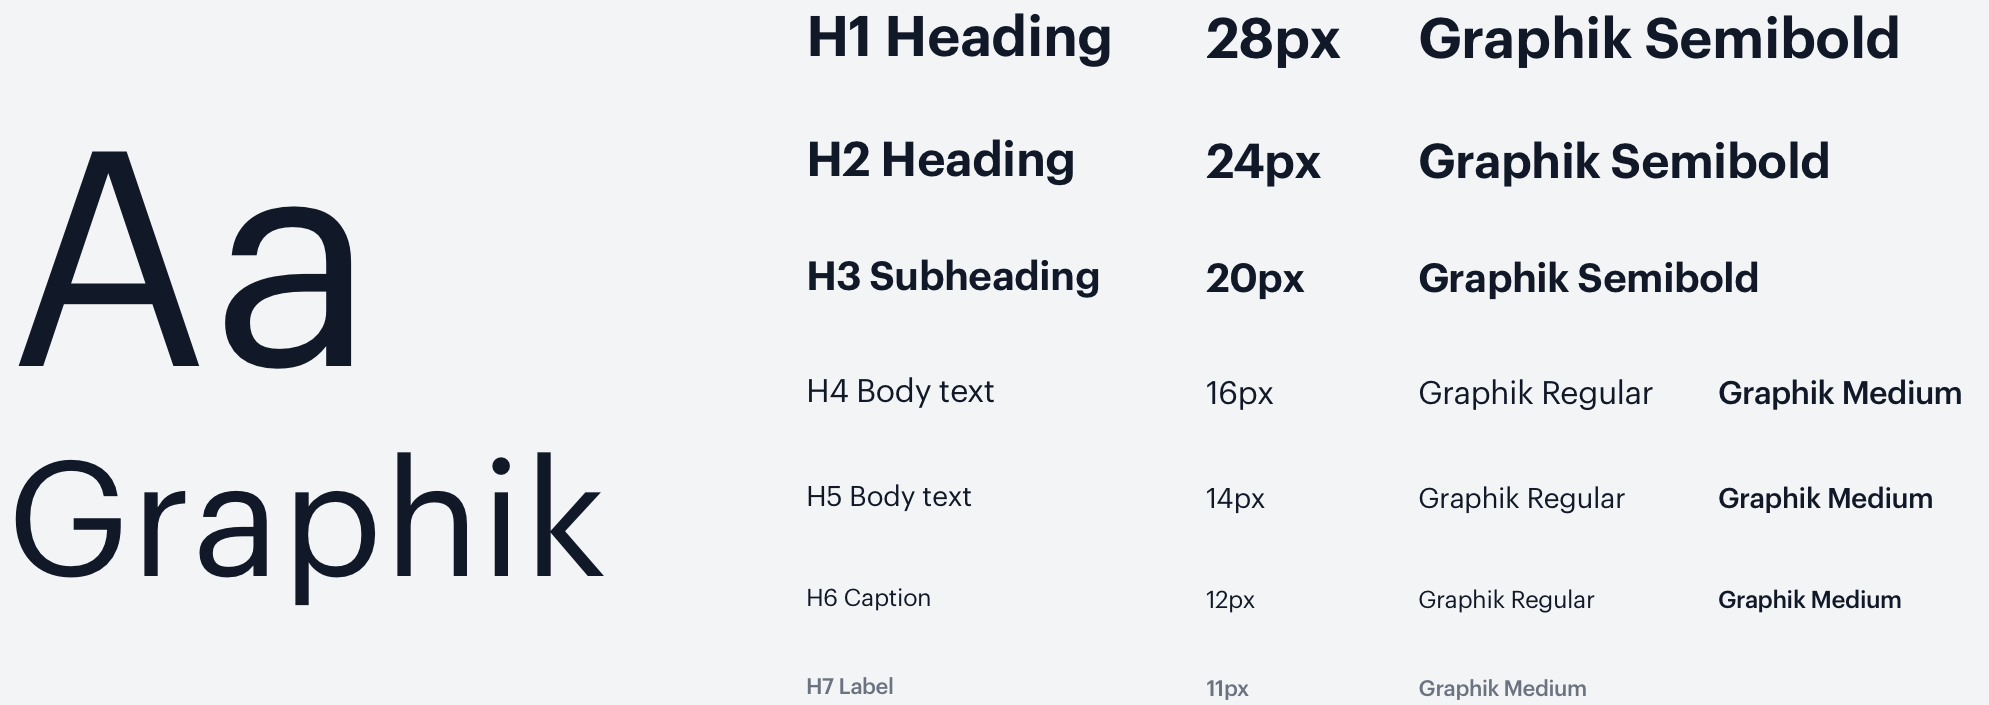 Aa
Graphik
H1 Heading 28px Graphik Semibold
H2 Heading 24px Graphik Semibold
H3 Subheading 20px Graphik Semibold
H4 Body text 16px Graphik Regular Graphik Medium
H5 Body text 14px Graphik Regular Graphik Medium
H6 Caption 12px Graphik Regular Graphik Medium
H7 Label 11px Graphik Medium